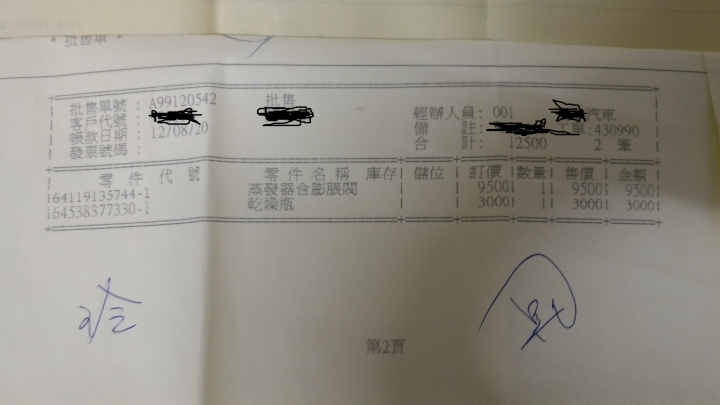 * 批售單 *
批售單號 : A99120542 批售 經辦人員 : 001 汽車
客戶代號 : 備 註 : 單:430990
帳款日期 : 12/08/20 合 計 : 12500 2 筆
發票號碼 :
零件代號 零件名稱 庫存 儲位 訂價 數量 售價 金額
64119135744-1 蒸發器含膨脹閥 9500 1 9500 9500
64538377330-1 乾燥瓶 3000 1 3000 3000
第2頁